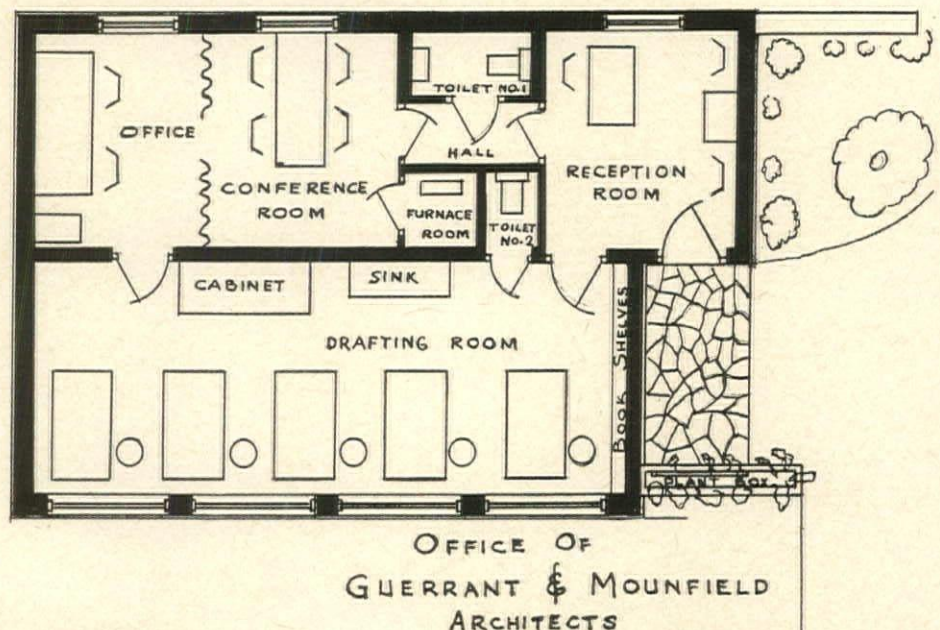 TOILET NO.1
OFFICE
HALL
RECEPTION
ROOM
CONFERENCE
ROOM
FURNACE
ROOM
TOILET
NO.2
CABINET
SINK
DRAFTING ROOM
BOOK SHELVES
PLANT BOX
OFFICE OF
GUERRANT & MOUNFIELD
ARCHITECTS